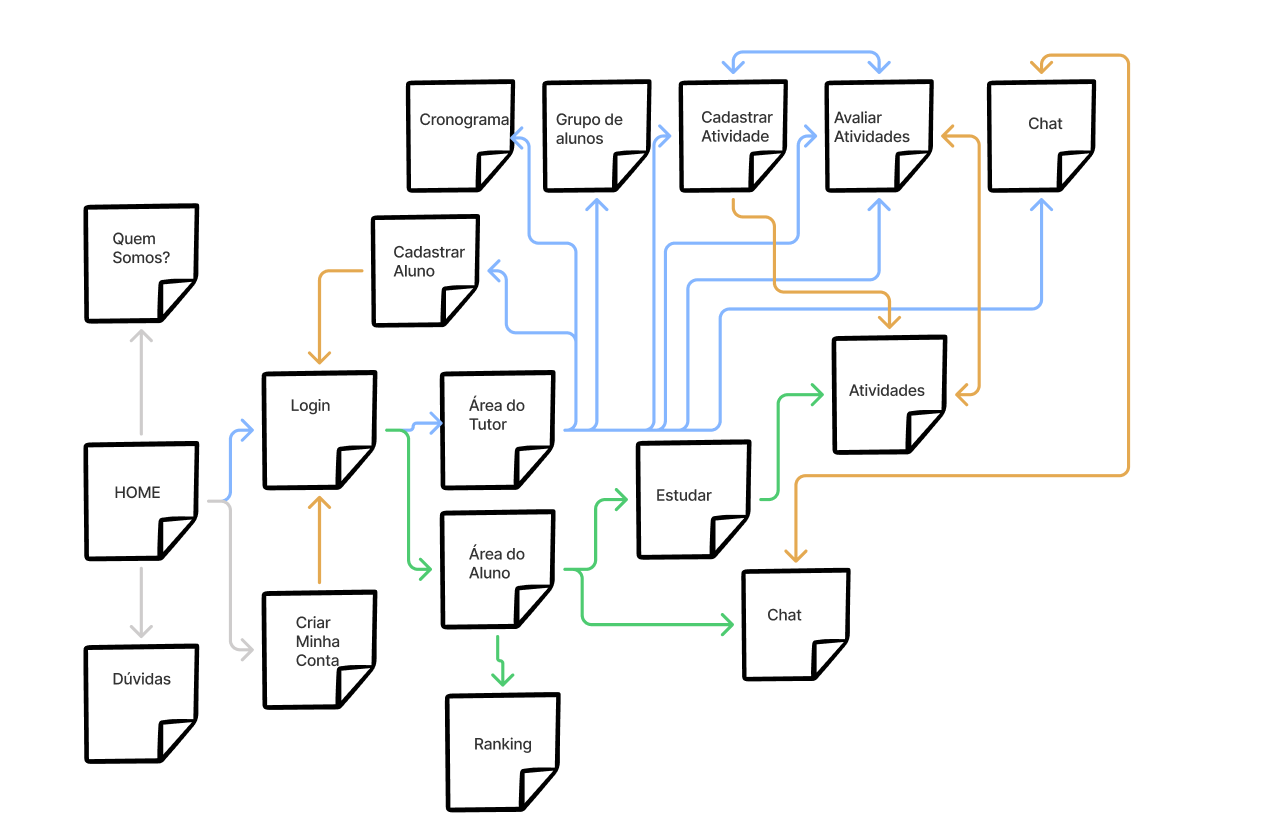 Cronograma
Grupo de
alunos
Cadastrar
Atividade
Avaliar
Atividades
Chat
Quem
Somos?
Cadastrar
Aluno
Login
Área do
Tutor
Atividades
HOME
Estudar
Área do
Aluno
Criar
Minha
Conta
Chat
Dúvidas
Ranking